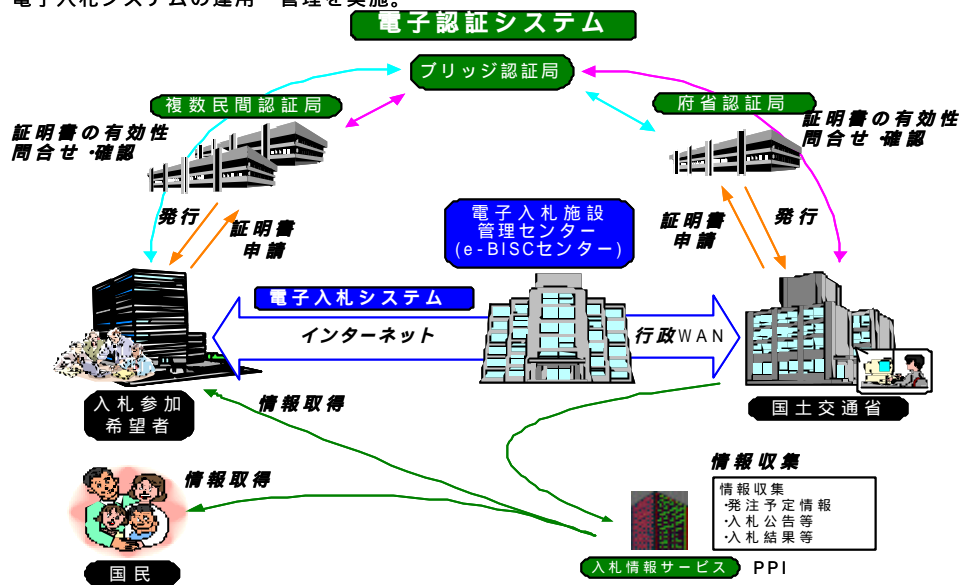 電子入札システムの運用・管理を実施。
電子認証システム
ブリッジ認証局
複数民間認証局
府省認証局
証明書の有効性
問合せ・確認
証明書の有効性
問合せ・確認
発行
証明書
申請
電子入札施設
管理センター
(e-BISCセンター)
証明書
申請
発行
電子入札システム
インターネット
行政WAN
入札参加
希望者
情報取得
国土交通省
情報取得
情報収集
情報収集
・発注予定情報
・入札公告等
・入札結果等
国民
入札情報サービス
PPI